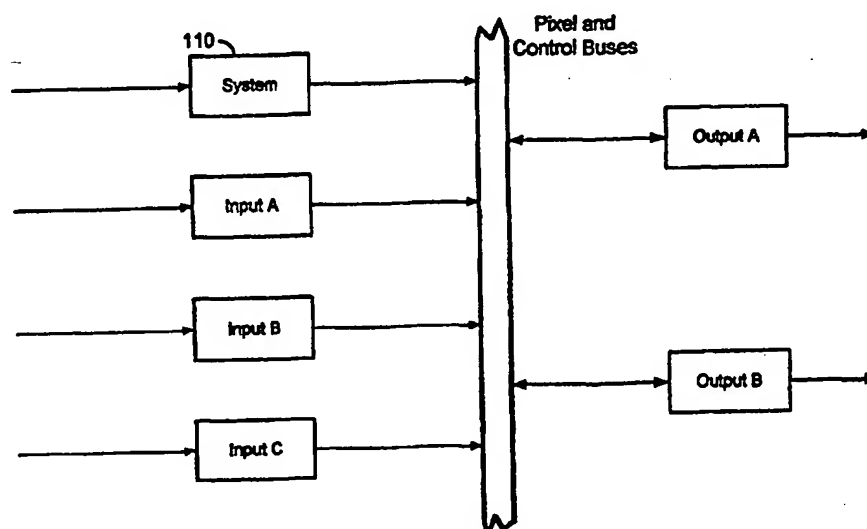 110
System
Input A
Input B
Input C
Pixel and
Control Buses
Output A
Output B